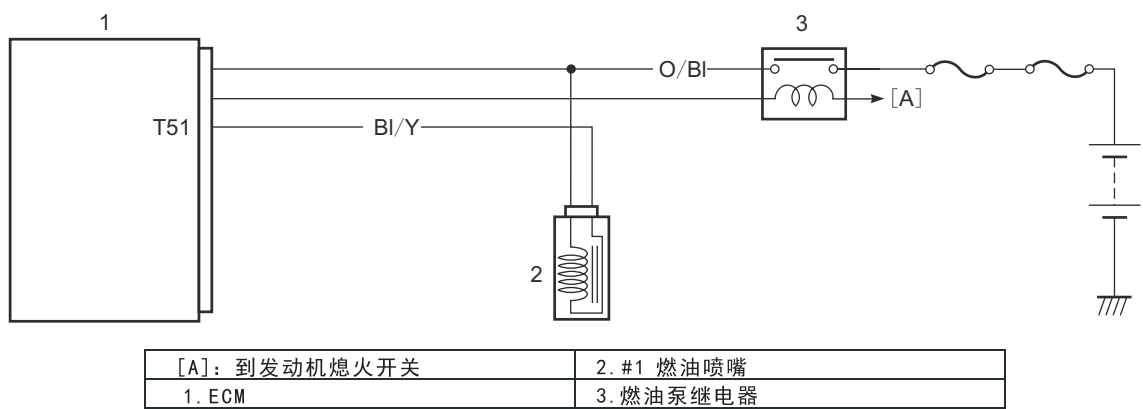 1
3
O/Bl
[A]
T51
Bl/Y
2
[A]: 到发动机熄火开关
2. #1 燃油喷嘴
1. ECM
3. 燃油泵继电器